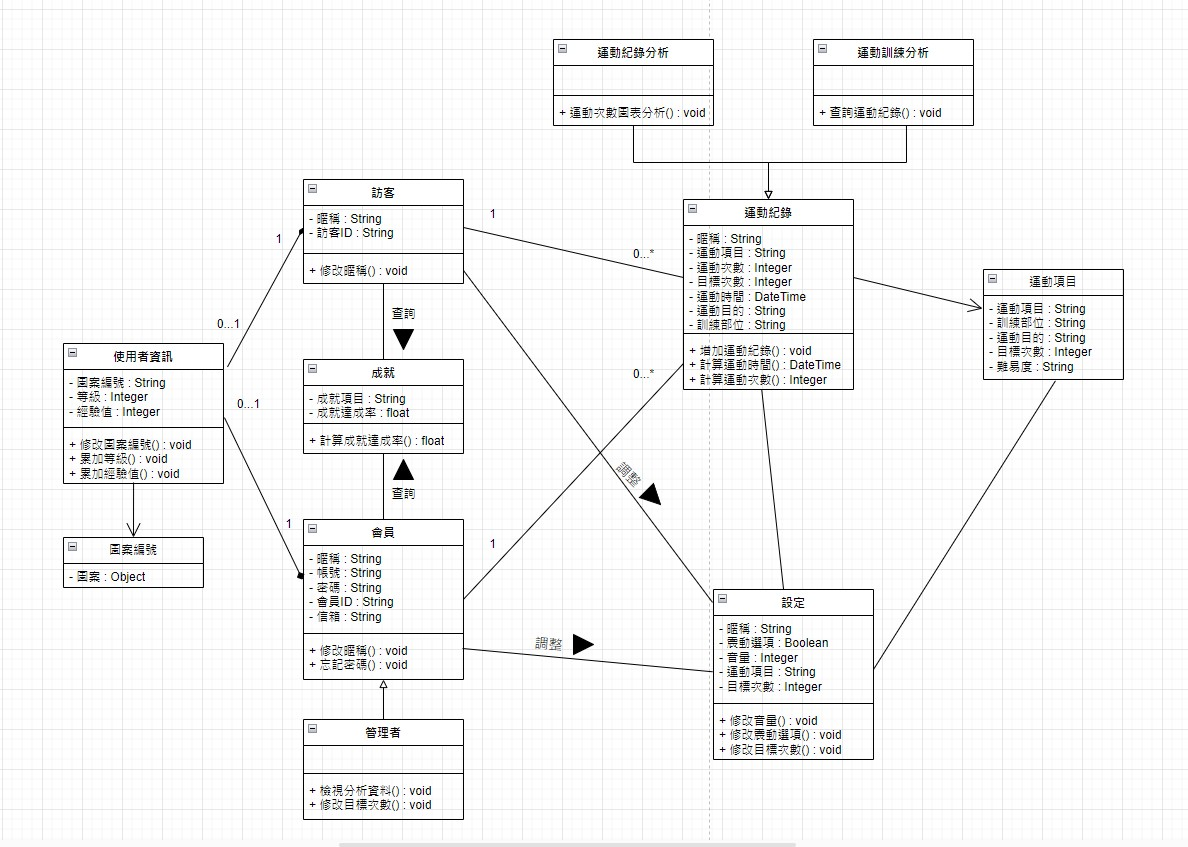 運動紀錄分析
+ 運動次數圖表分析() : void
運動訓練分析
+ 查詢運動紀錄() : void
訪客
- 暱稱 : String
- 訪客ID : String
+ 修改暱稱() : void
1
0...*
1
0...1
運動紀錄
- 暱稱 : String
- 運動項目 : String
- 運動次數 : Integer
- 目標次數 : Integer
- 運動時間 : DateTime
- 運動目的 : String
- 訓練部位 : String
+ 增加運動紀錄() : void
+ 計算運動時間() : DateTime
+ 計算運動次數() : Integer
運動項目
- 運動項目 : String
- 訓練部位 : String
- 運動目的 : String
- 目標次數 : Integer
- 難易度 : String
查詢
使用者資訊
- 圖案編號 : String
- 等級 : Integer
- 經驗值 : Integer
+ 修改圖案編號() : void
+ 累加等級() : void
+ 累加經驗值() : void
0...1
成就
- 成就項目 : String
- 成就達成率 : float
+ 計算成就達成率() : float
0...*
調整
查詢
1
圖案編號
- 圖案 : Object
會員
- 暱稱 : String
- 帳號 : String
- 密碼 : String
- 會員ID : String
- 信箱 : String
+ 修改暱稱() : void
+ 忘記密碼() : void
1
調整
設定
- 暱稱 : String
- 震動選項 : Boolean
- 音量 : Integer
- 運動項目 : String
- 目標次數 : Integer
+ 修改音量() : void
+ 修改震動選項() : void
+ 修改目標次數() : void
管理者
+ 檢視分析資料() : void
+ 修改目標次數() : void